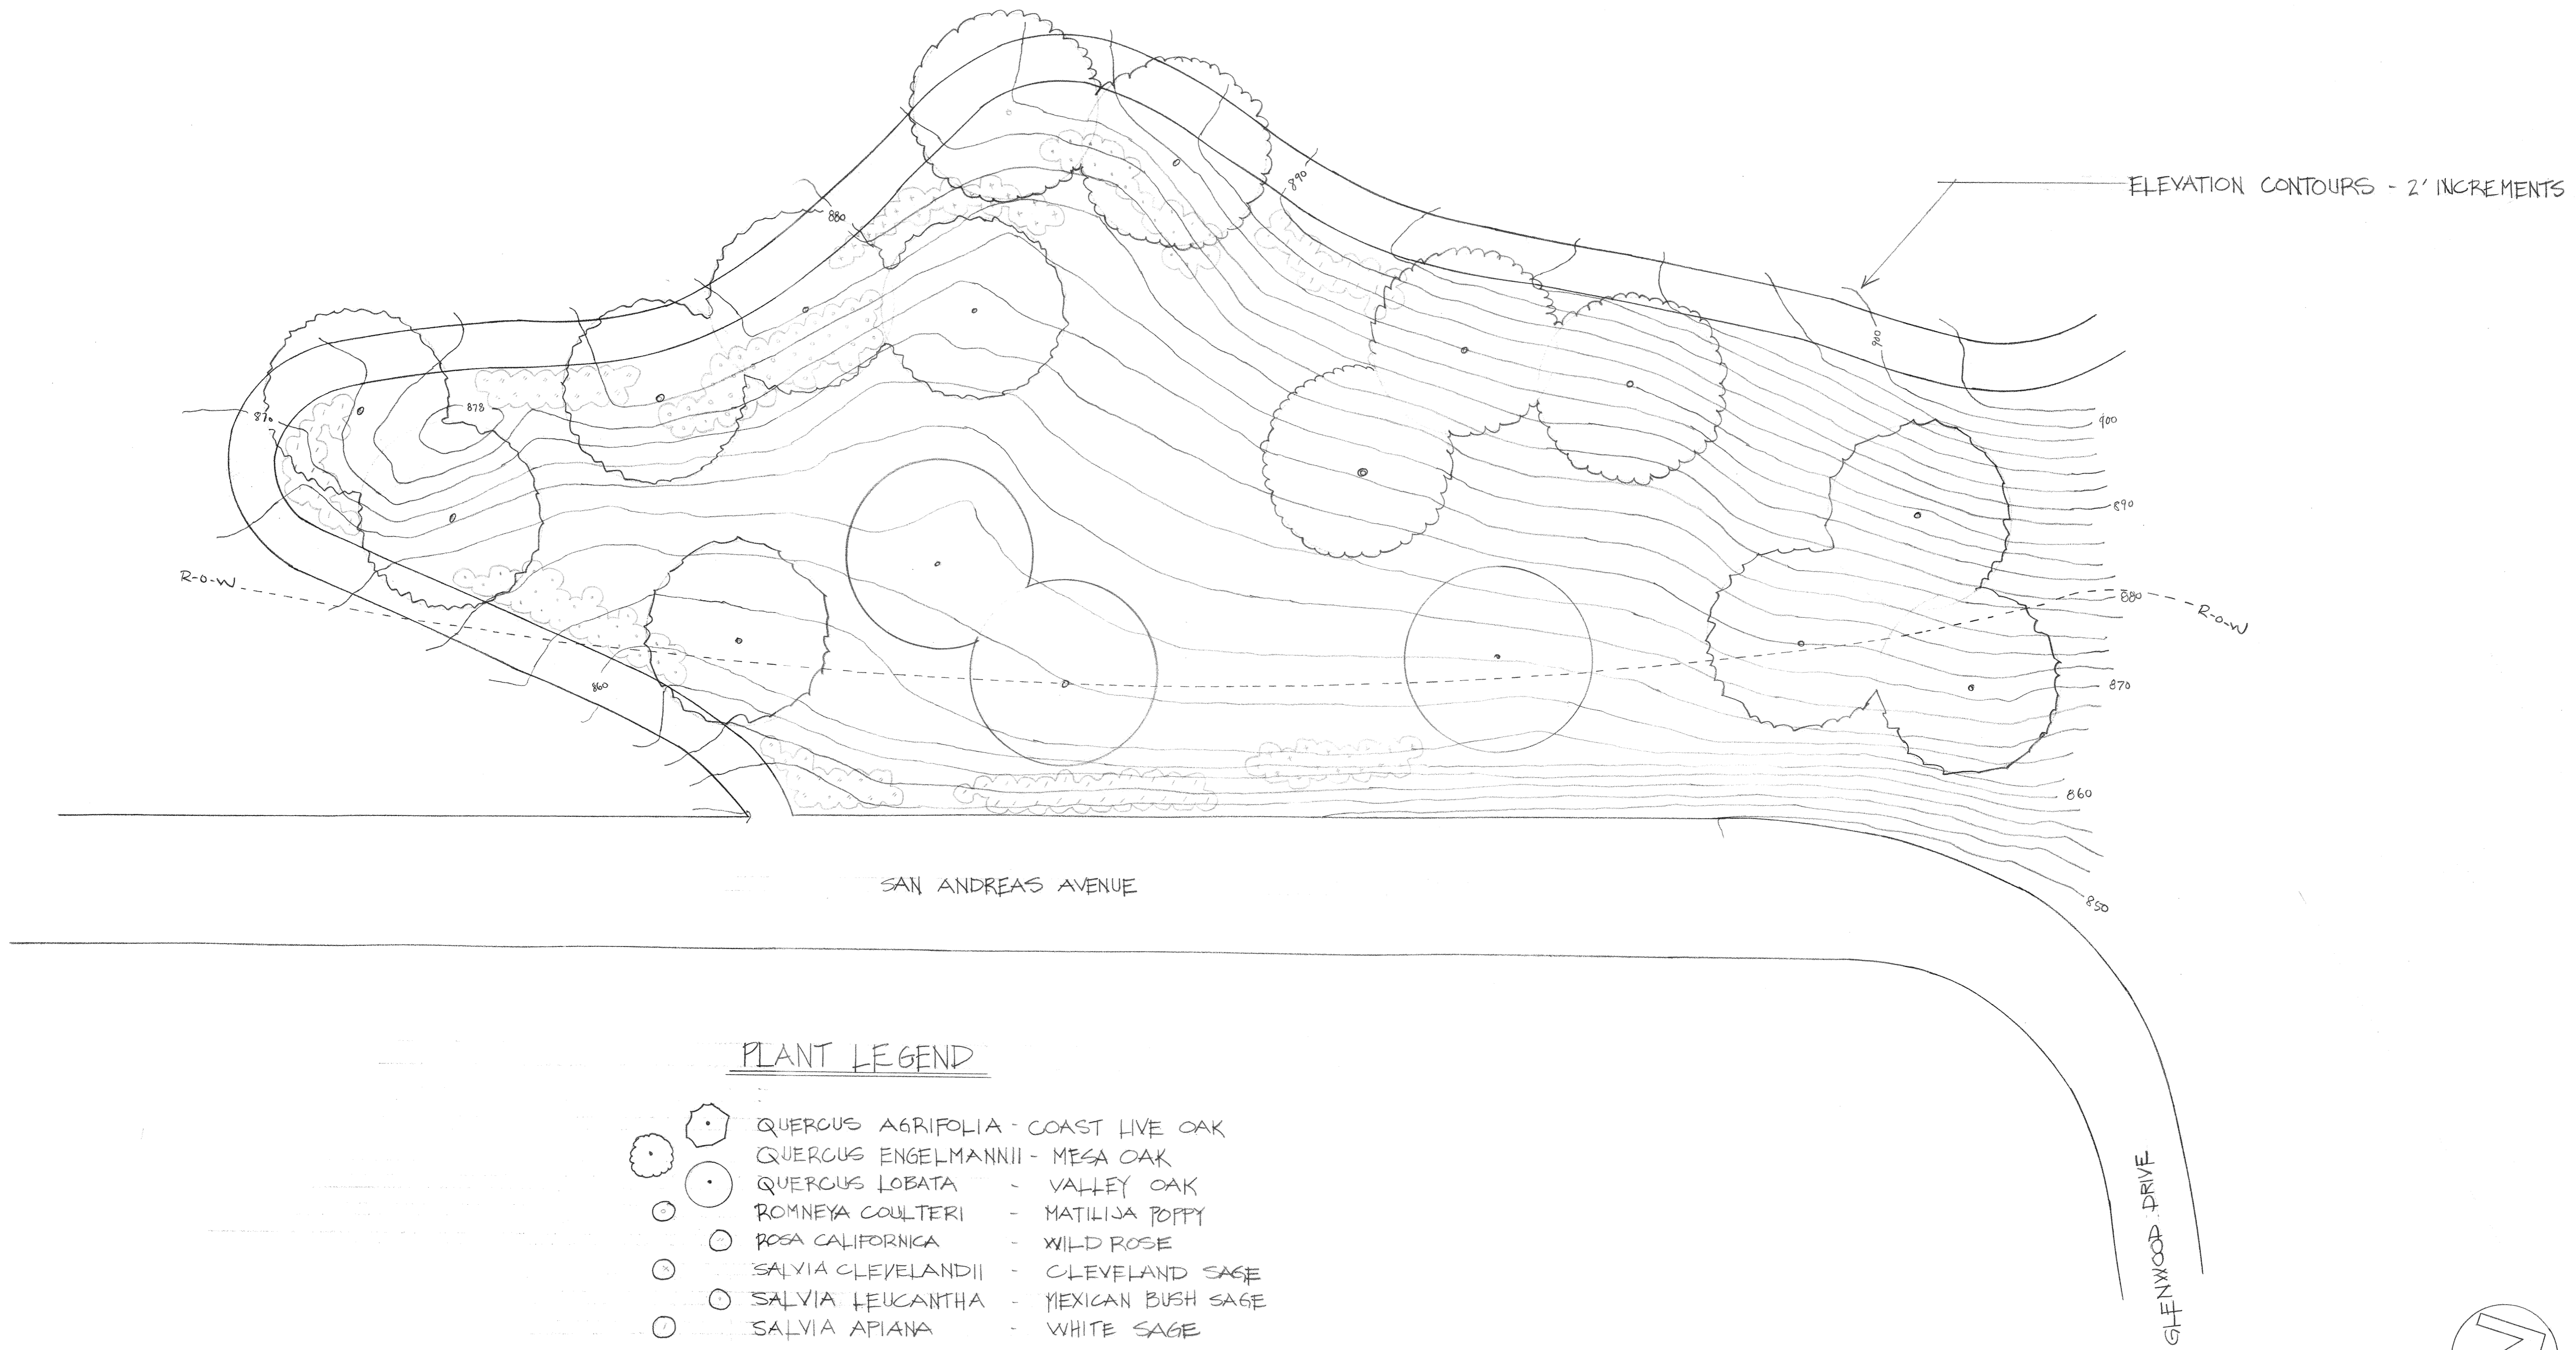 ELEVATION CONTOURS - 2' INCREMENTS
890
880
900
870
878
900
890
R-O-W
880
R-O-W
860
870
860
850
SAN ANDREAS AVENUE
GLENWOOD DRIVE
PLANT LEGEND
QUERCUS AGRIFOLIA - COAST LIVE OAK
QUERCUS ENGELMANNII - MESA OAK
QUERCUS LOBATA - VALLEY OAK
ROMNEYA COULTERI - MATILIJA POPPY
ROSA CALIFORNICA - WILD ROSE
SALVIA CLEVELANDII - CLEVELAND SAGE
SALVIA LEUCANTHA - MEXICAN BUSH SAGE
SALVIA APIANA - WHITE SAGE